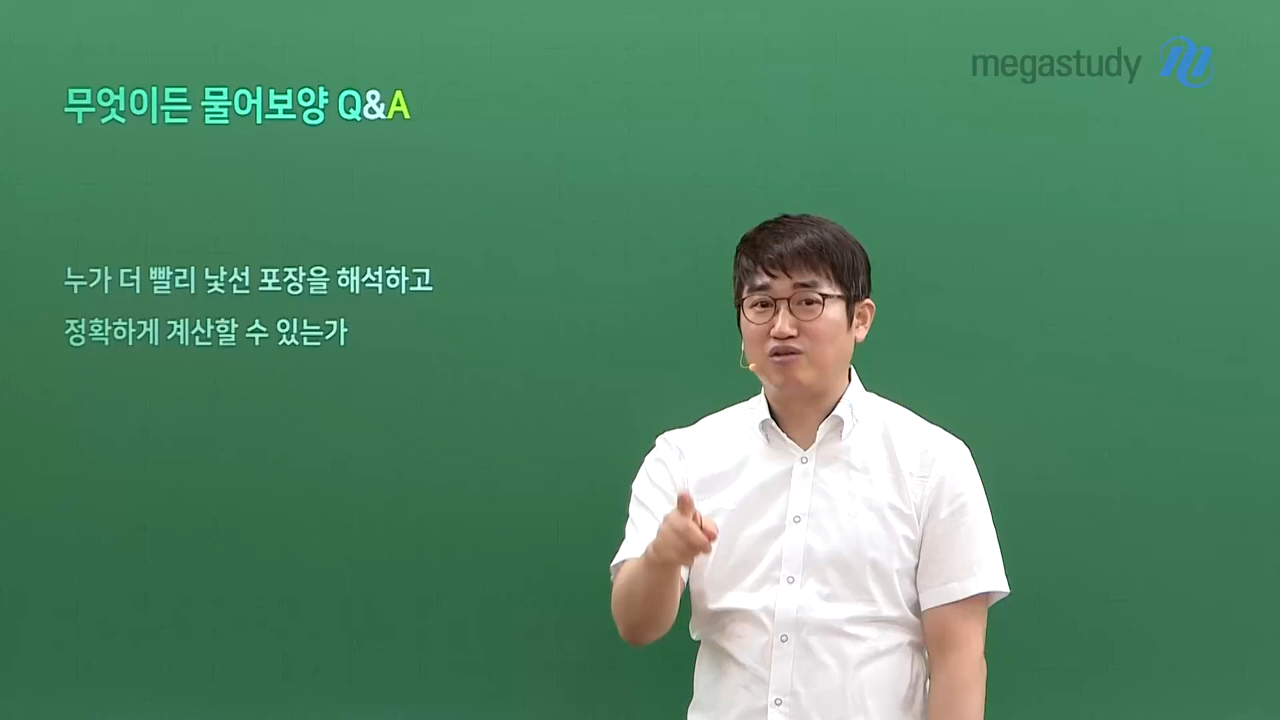 megastudy
무엇이든 물어보양 Q&A
누가 더 빨리 낯선 포장을 해석하고
정확하게 계산할 수 있는가